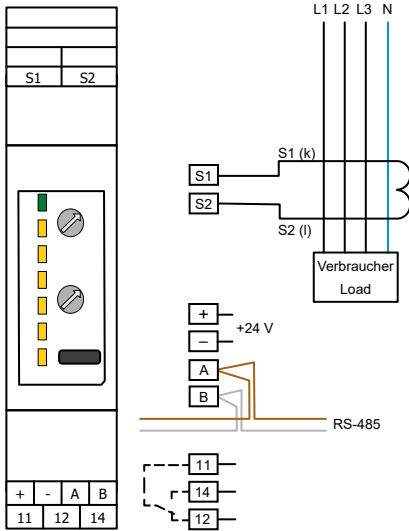 S1 S2
+ - A B
11 12 14
L1 L2 L3 N
S1 (k)
S1
S2
S2 (l)
Verbraucher
Load
+
+24 V
–
A
B
RS-485
11
14
12